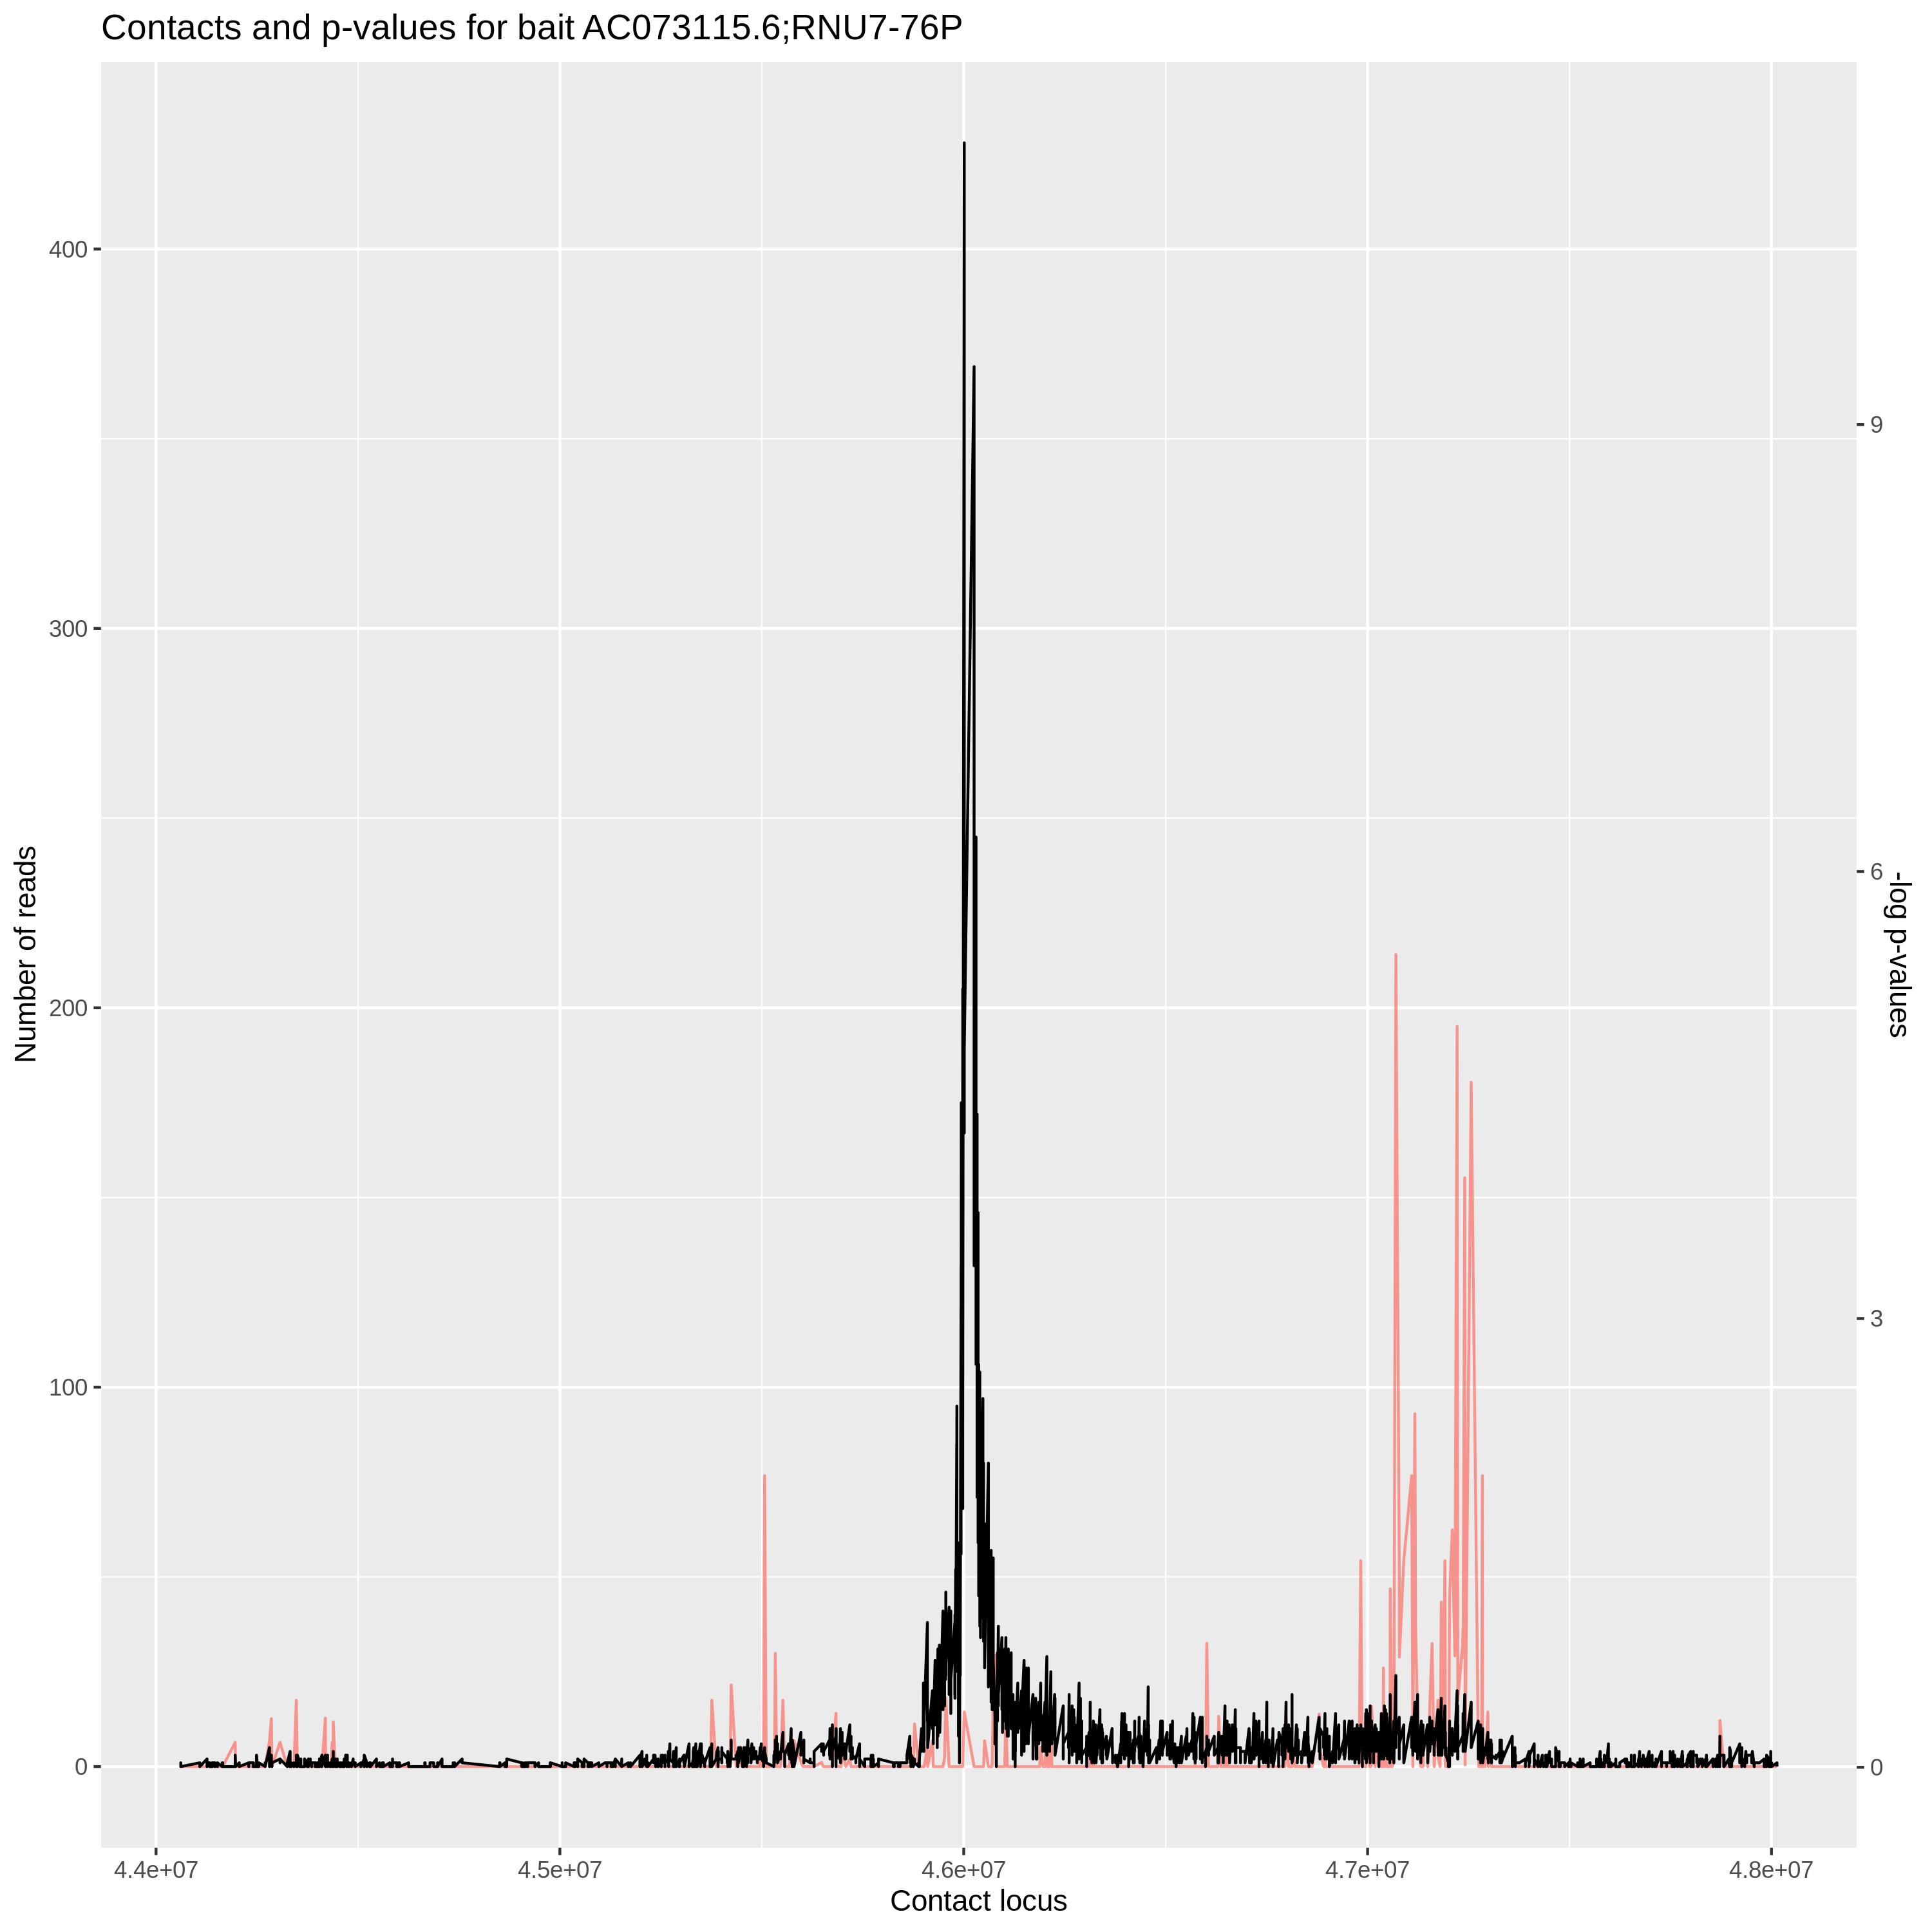 Contacts and p-values for bait AC073115.6;RNU7-76P
400
300
200
100
0
Number of reads
9
6
3
0
-log p-values
4.4e+07 4.5e+07 4.6e+07 4.7e+07 4.8e+07
Contact locus